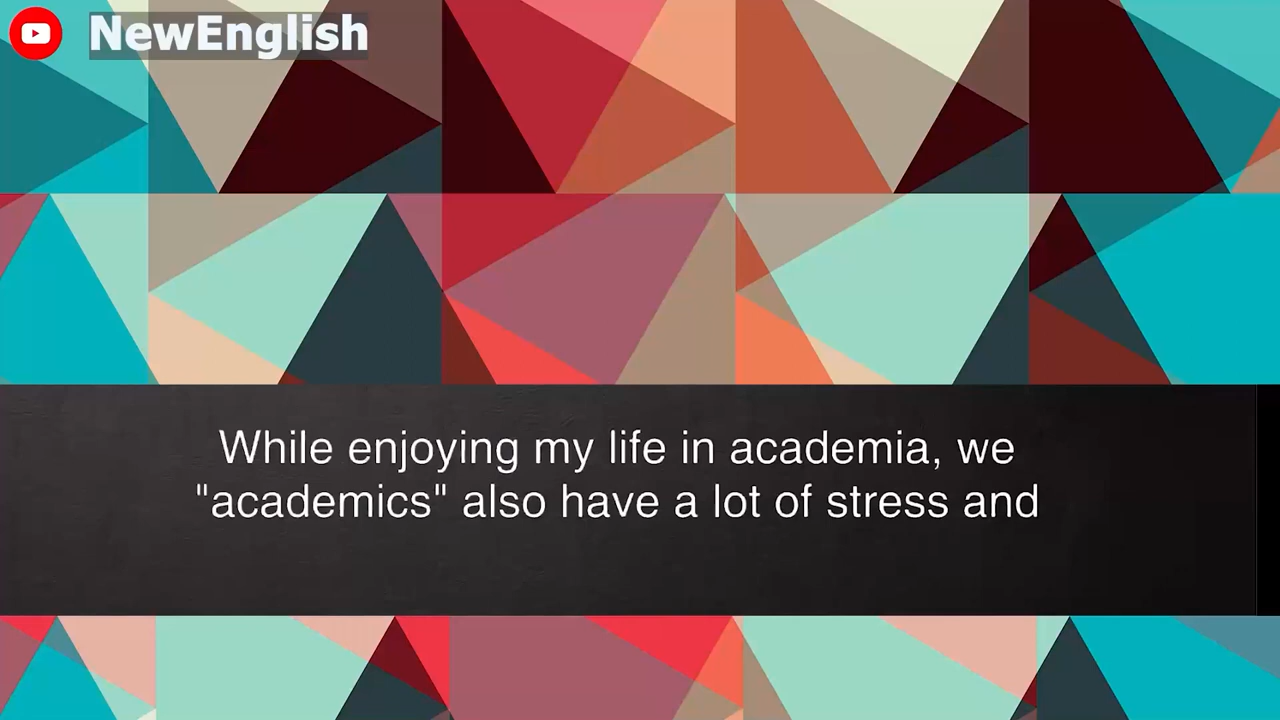 NewEnglish
While enjoying my life in academia, we
"academics" also have a lot of stress and